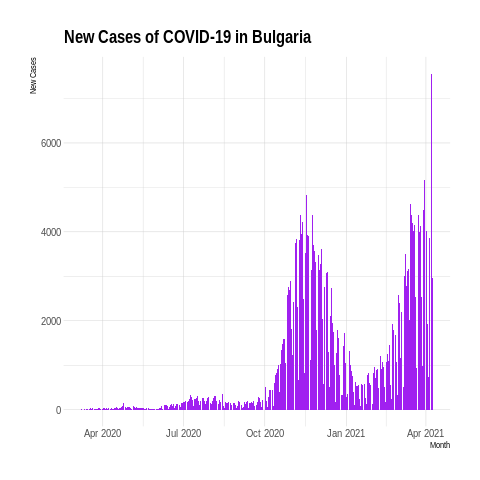 New Cases of COVID-19 in Bulgaria
New Cases
6000
4000
2000
0
Apr 2020 Jul 2020 Oct 2020 Jan 2021 Apr 2021
Month